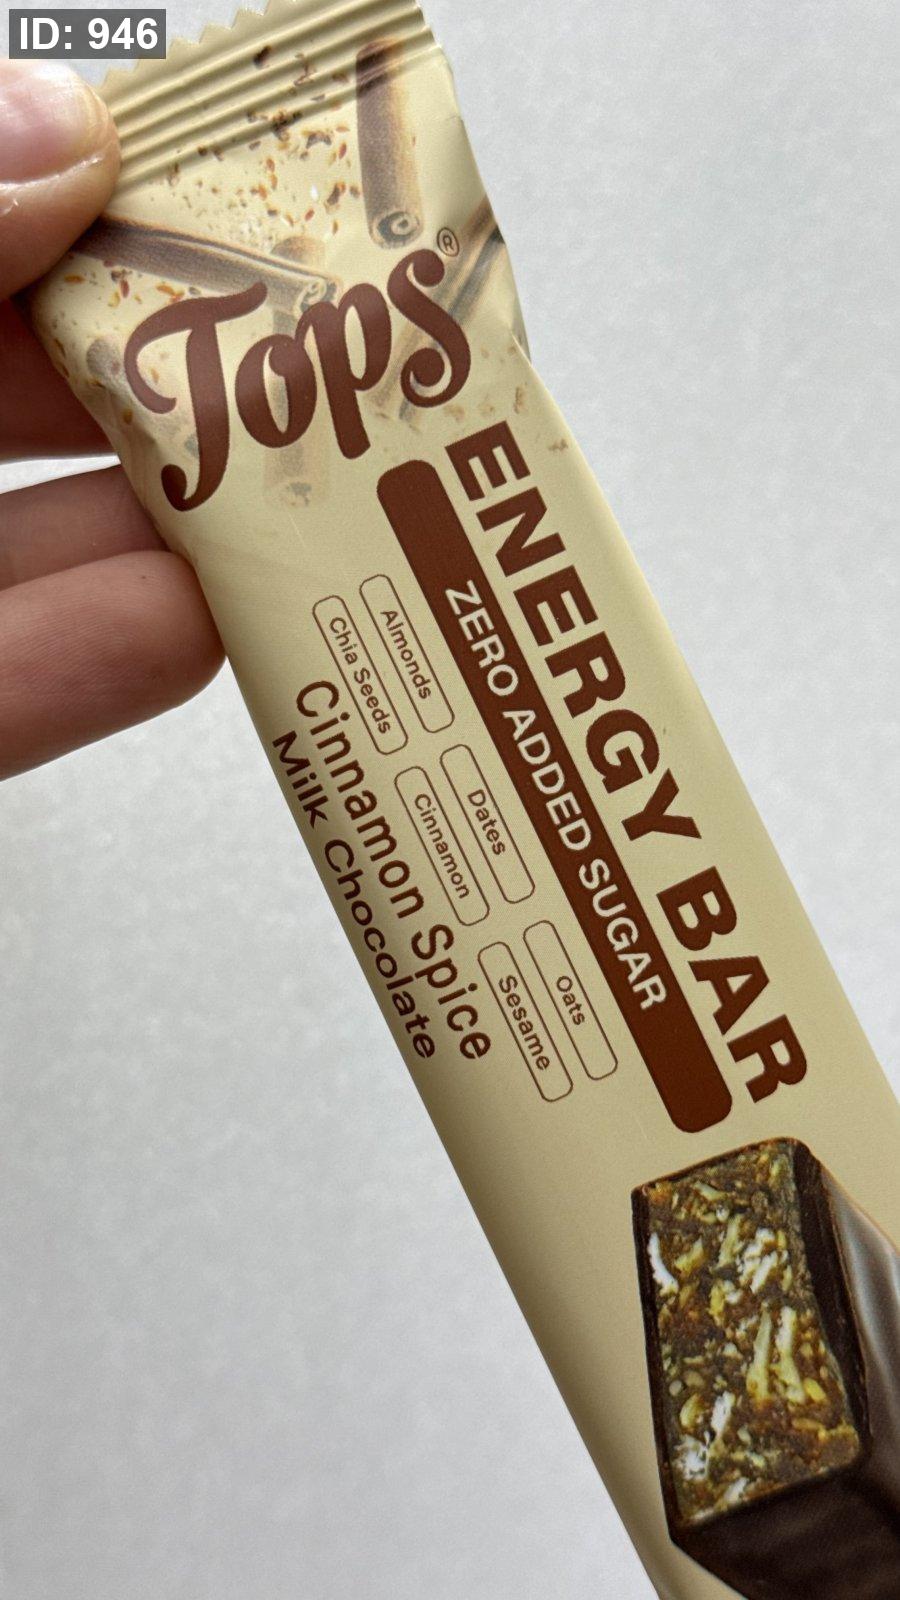 ID: 946
Tops®
ENERGY BAR
ZERO ADDED SUGAR
Almonds
Dates
Oats
Chia Seeds
Cinnamon
Sesame
Cinnamon Spice
Milk Chocolate